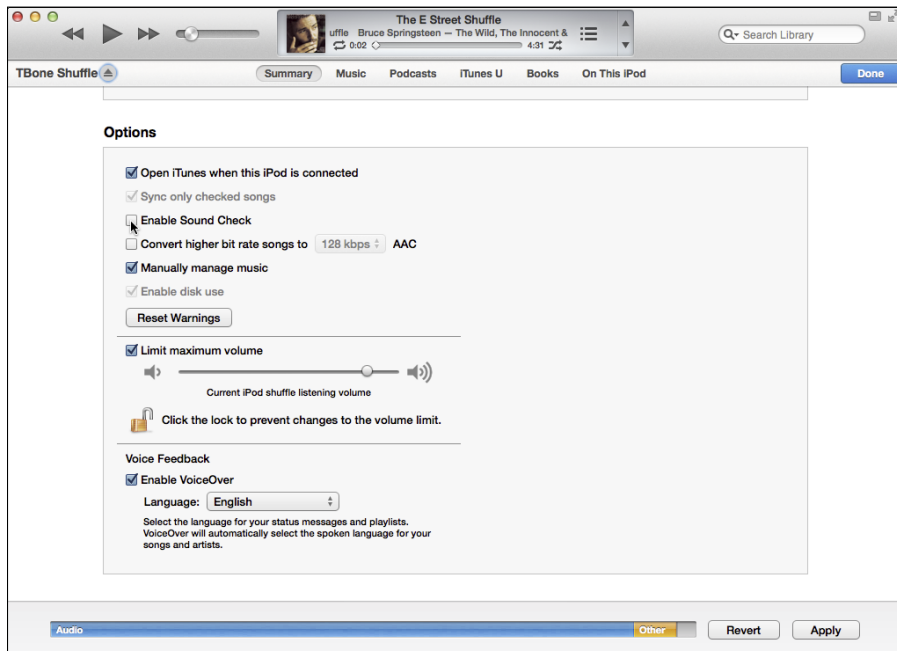 The E Street Shuffle
uffle Bruce Springsteen — The Wild, The Innocent &
0:02 4:31
Search Library
TBone Shuffle Summary Music Podcasts iTunes U Books On This iPod Done
Options
Open iTunes when this iPod is connected
Sync only checked songs
Enable Sound Check
Convert higher bit rate songs to 128 kbps AAC
Manually manage music
Enable disk use
Reset Warnings
Limit maximum volume
Current iPod shuffle listening volume
Click the lock to prevent changes to the volume limit.
Voice Feedback
Enable VoiceOver
Language: English
Select the language for your status messages and playlists.
VoiceOver will automatically select the spoken language for your
songs and artists.
Audio Other Revert Apply